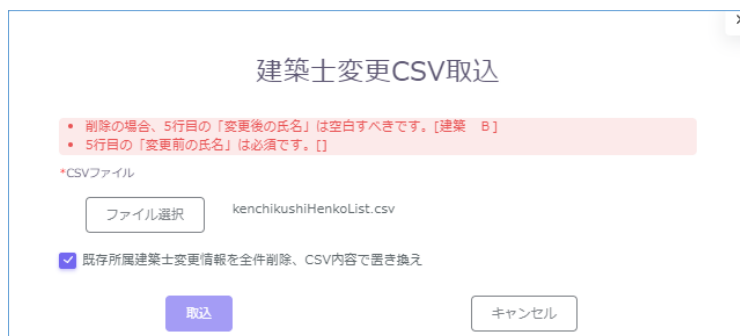 建築士変更CSV取込
• 削除の場合、5行目の「変更後の氏名」は空白すべきです。[建築　B]
• 5行目の「変更前の氏名」は必須です。[]
*CSVファイル
ファイル選択 kenchikushiHenkoList.csv
既存所属建築士変更情報を全件削除、CSV内容で置き換え
取込 キャンセル